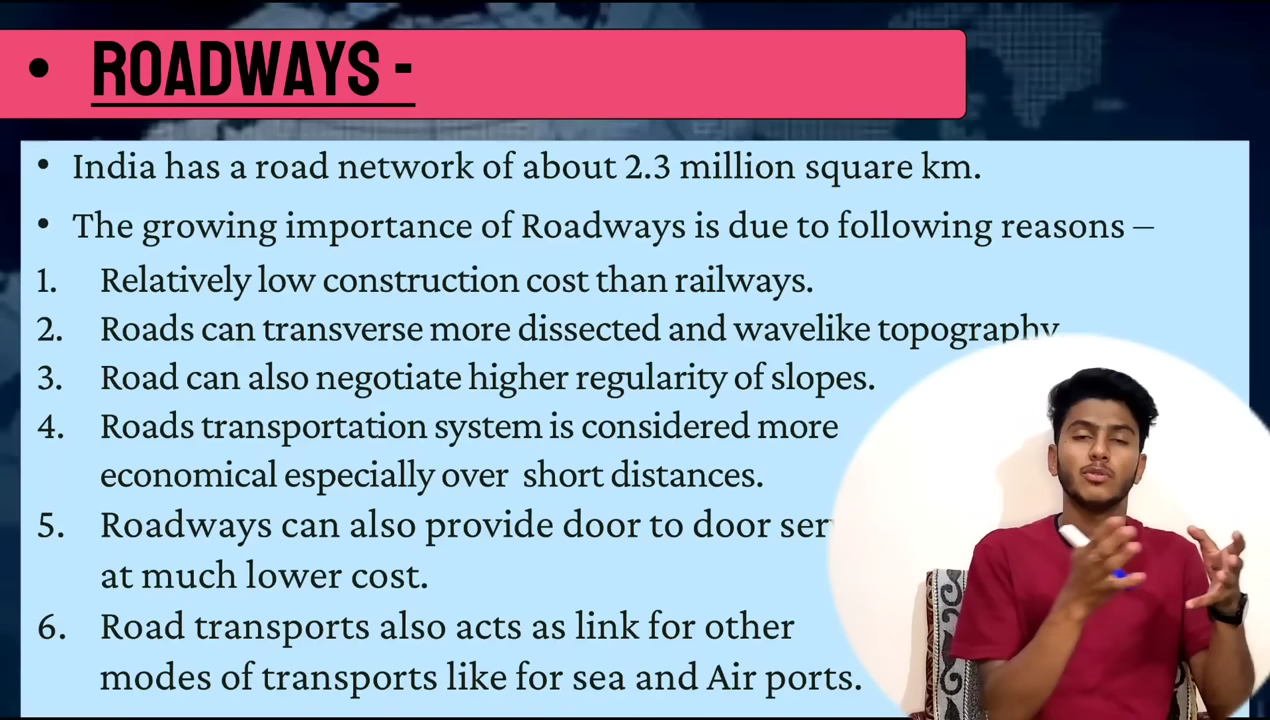 • ROADWAYS -
• India has a road network of about 2.3 million square km.
• The growing importance of Roadways is due to following reasons –
1. Relatively low construction cost than railways.
2. Roads can transverse more dissected and wavelike topography.
3. Road can also negotiate higher regularity of slopes.
4. Roads transportation system is considered more
economical especially over short distances.
5. Roadways can also provide door to door
at much lower cost.
6. Road transports also acts as link for other
modes of transports like for sea and Air ports.